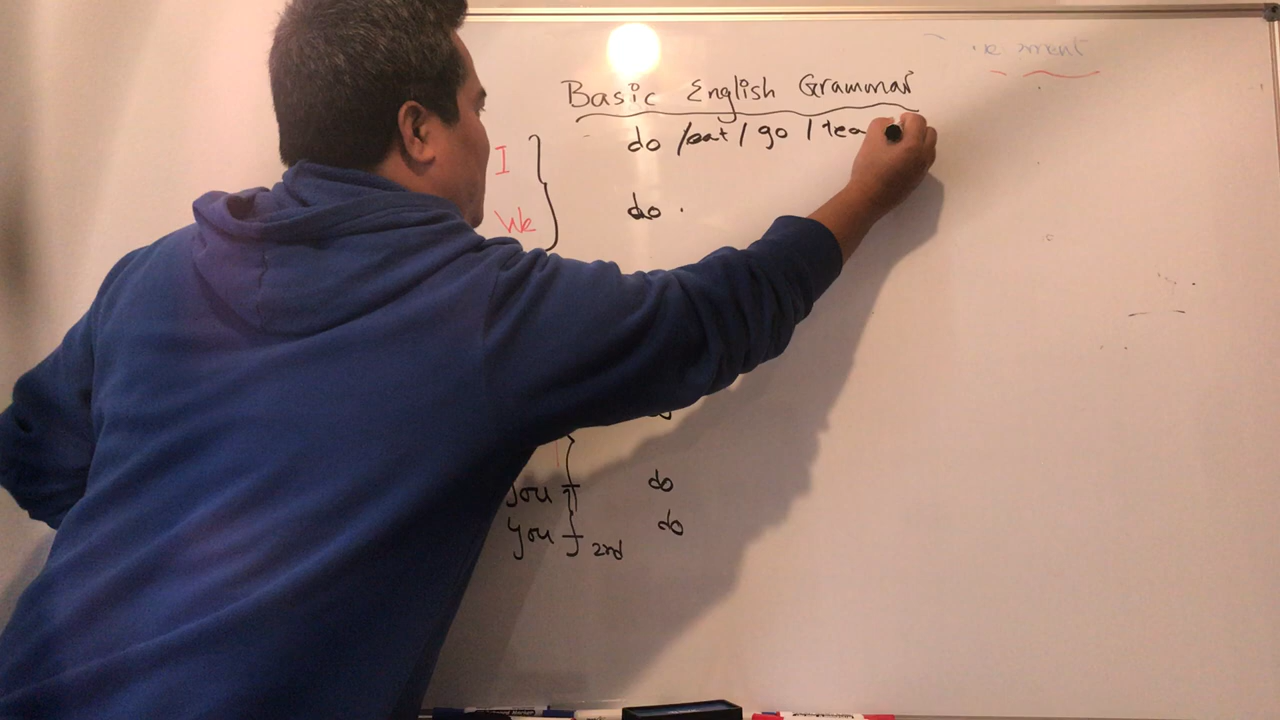 Basic English Grammar
do / eat / go / tea
I
We
do
you do
you 2nd do